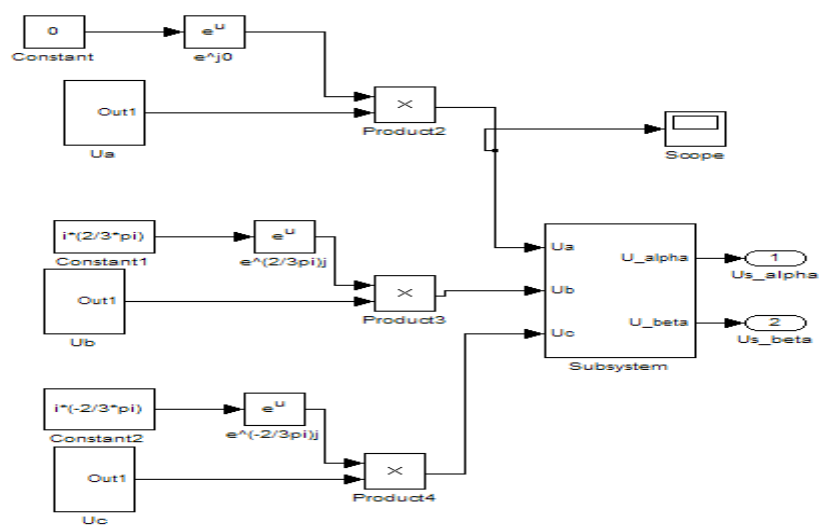 0
Constant
e^u
e^j0
Out1
Ua
×
Product2
Scope
i*(2/3*pi)
Constant1
e^u
e^(2/3pi)j
Out1
Ub
×
Product3
Ua
Ub
Uc
U_alpha
U_beta
Subsystem
1
Us_alpha
2
Us_beta
i*(-2/3*pi)
Constant2
e^u
e^(-2/3pi)j
Out1
Uc
×
Product4